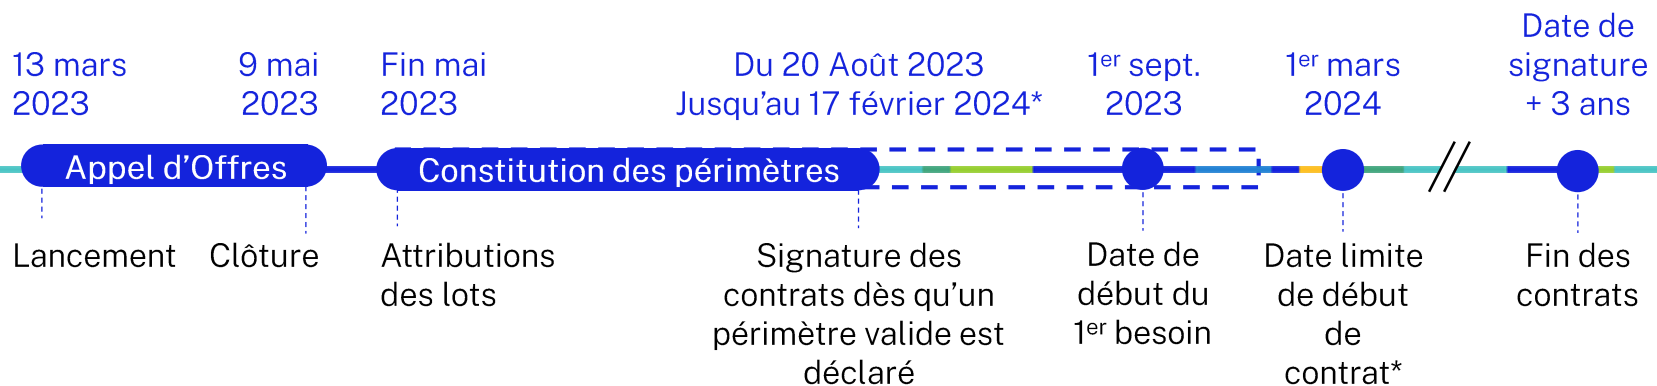 13 mars
2023
9 mai
2023
Fin mai
2023
Du 20 Août 2023
Jusqu'au 17 février 2024*
1er sept.
2023
1er mars
2024
Date de
signature
+ 3 ans
Appel d'Offres
Constitution des périmètres
Lancement
Clôture
Attributions
des lots
Signature des
contrats dès qu'un
périmètre valide est
déclaré
Date de
début du
1er besoin
Date limite
de début
de
contrat*
Fin des
contrats